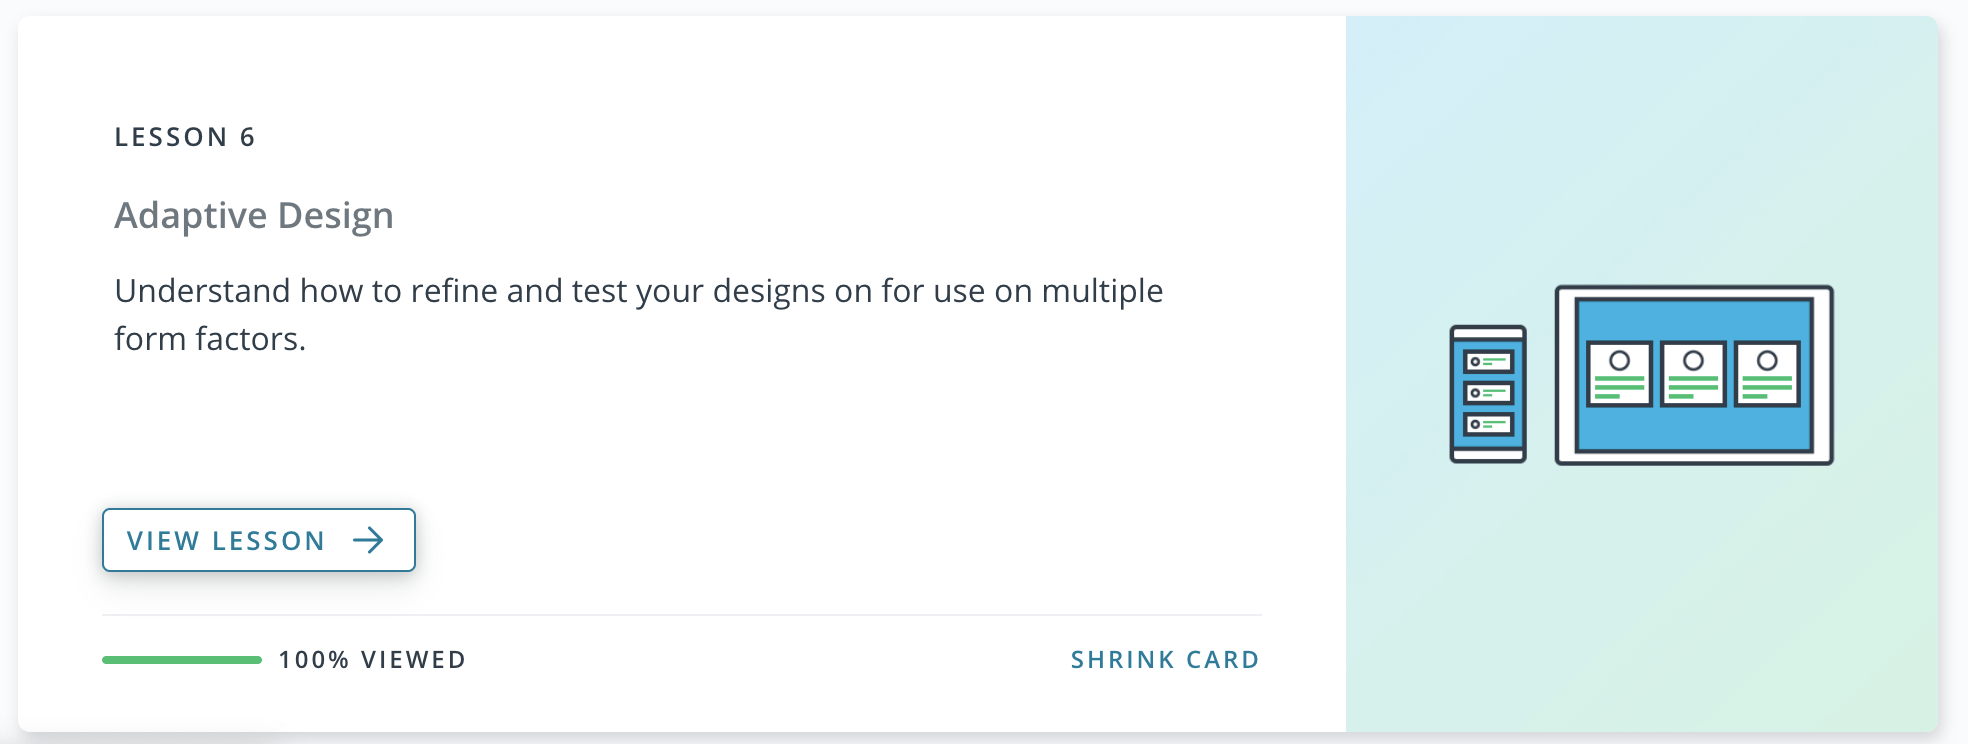 LESSON 6
Adaptive Design
Understand how to refine and test your designs on for use on multiple
form factors.
VIEW LESSON
100% VIEWED
SHRINK CARD